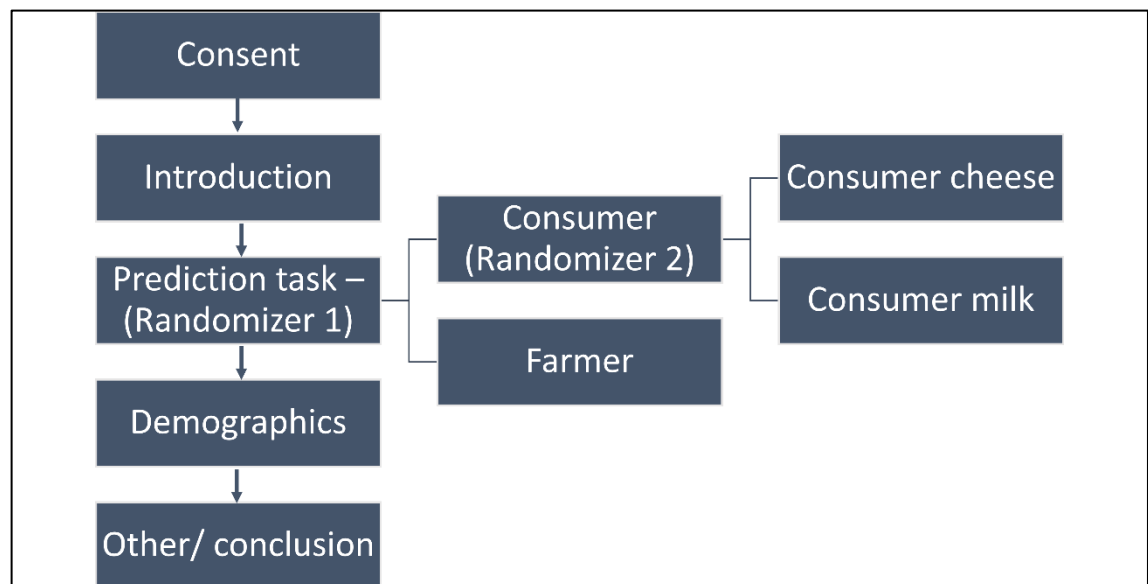 Consent
Introduction
Prediction task –
(Randomizer 1)
Demographics
Other/ conclusion
Consumer
(Randomizer 2)
Farmer
Consumer cheese
Consumer milk